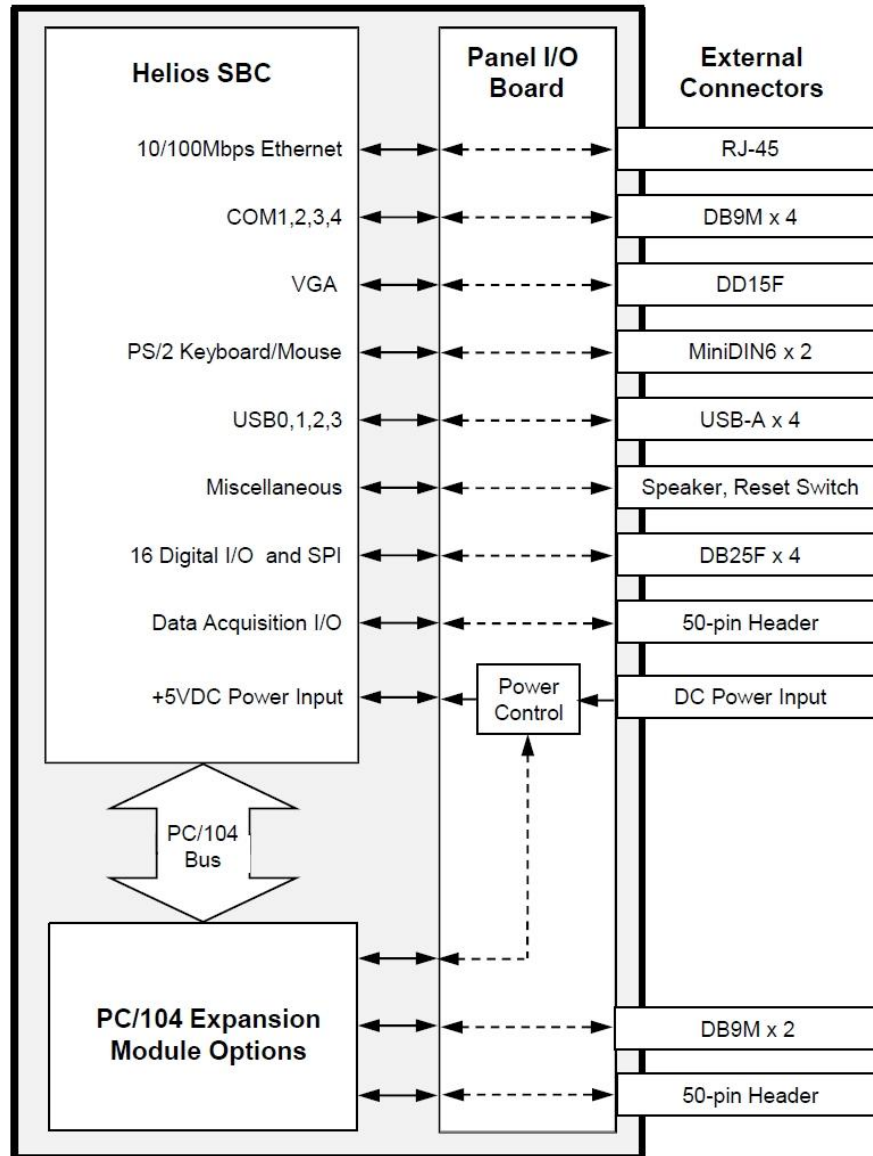 Helios SBC
Panel I/O
Board
External
Connectors
10/100Mbps Ethernet
RJ-45
COM1,2,3,4
DB9M x 4
VGA
DD15F
PS/2 Keyboard/Mouse
MiniDIN6 x 2
USB0,1,2,3
USB-A x 4
Miscellaneous
Speaker, Reset Switch
16 Digital I/O and SPI
DB25F x 4
Data Acquisition I/O
50-pin Header
+5VDC Power Input
Power
Control
DC Power Input
PC/104
Bus
PC/104 Expansion
Module Options
DB9M x 2
50-pin Header